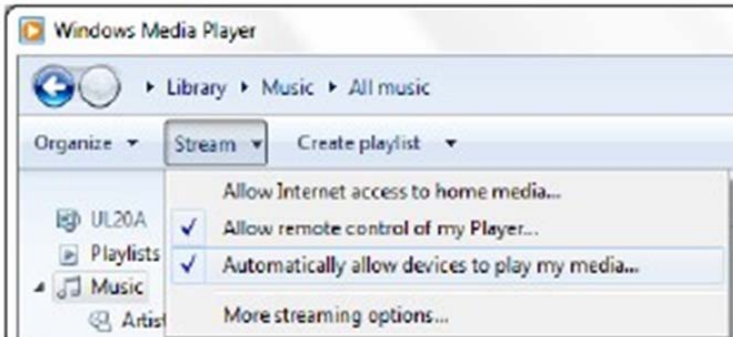 Windows Media Player
Library Music All music
Organize Stream Create playlist
Allow Internet access to home media...
UL20A
Allow remote control of my Player...
Playlists
Automatically allow devices to play my media...
Music
Artist
More streaming options...